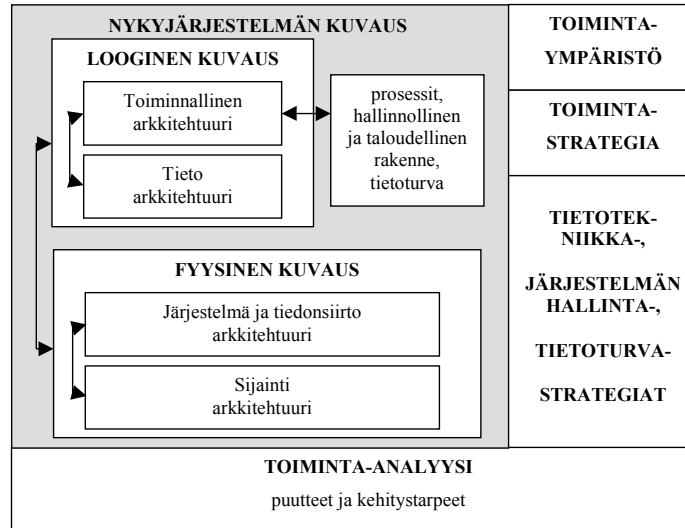 NYKYJÄRJESTELMÄN KUVAUS
LOOGINEN KUVAUS
Toiminnallinen
arkkitehtuuri
Tieto
arkkitehtuuri
prosessit,
hallinnollinen
ja taloudellinen
rakenne,
tietoturva
FYYSINEN KUVAUS
Järjestelmä ja tiedonsiirto
arkkitehtuuri
Sijainti
arkkitehtuuri
TOIMINTA-
YMPÄRISTÖ
TOIMINTA-
STRATEGIA
TIETOTEK-
NIIKKA-,
JÄRJESTELMÄN
HALLINTA-,
TIETOTURVA-
STRATEGIAT
TOIMINTA-ANALYYSI
puutteet ja kehitystarpeet